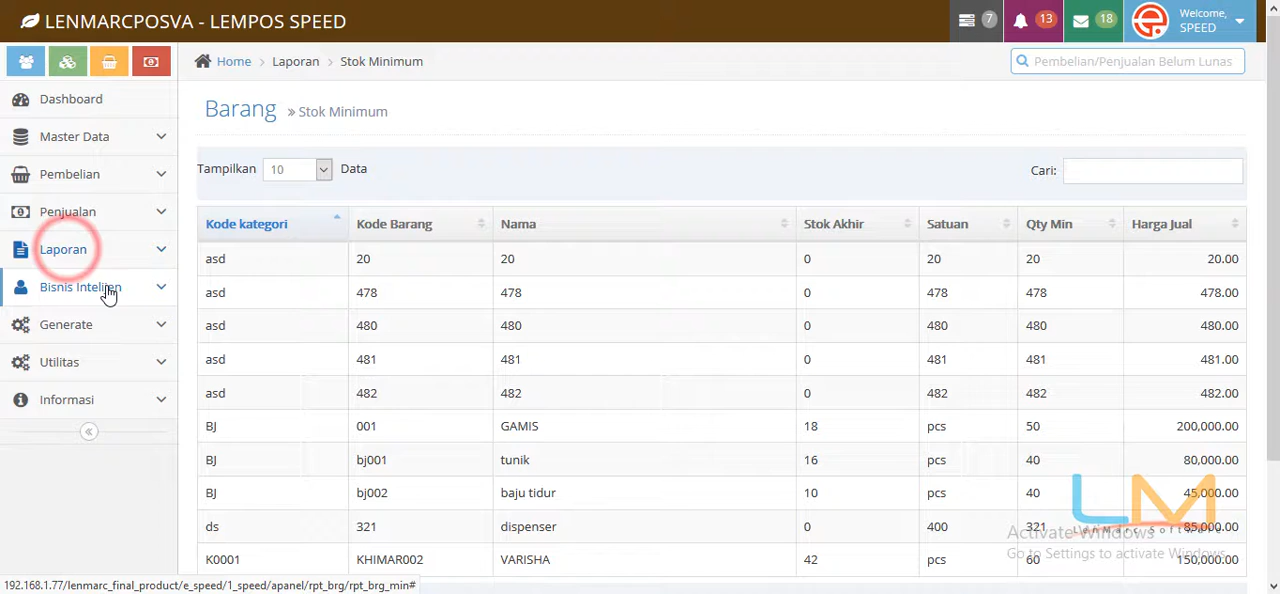 LENMARCPOSVA - LEMPOS SPEED
7
13
18
Welcome,
SPEED
Home > Laporan > Stok Minimum
Pembelian/Penjualan Belum Lunas
Dashboard
Master Data
Pembelian
Penjualan
Laporan
Bisnis Intelijen
Generate
Utilitas
Informasi
Barang » Stok Minimum
Tampilkan 10 Data
Cari:
Kode kategori Kode Barang Nama Stok Akhir Satuan Qty Min Harga Jual
asd 20 20 0 20 20 20.00
asd 478 478 0 478 478 478.00
asd 480 480 0 480 480 480.00
asd 481 481 0 481 481 481.00
asd 482 482 0 482 482 482.00
BJ 001 GAMIS 18 pcs 50 200,000.00
BJ bj001 tunik 16 pcs 40 80,000.00
BJ bj002 baju tidur 10 pcs 40 45,000.00
ds 321 dispenser 0 400 321 85,000.00
K0001 KHIMAR002 VARISHA 42 pcs 60 150,000.00
LM
LenMarc Software
Activate Windows
Go to Settings to activate Windows.
192.168.1.77/lenmarc_final_product/e_speed/1_speed/apanel/rpt_brg/rpt_brg_min#